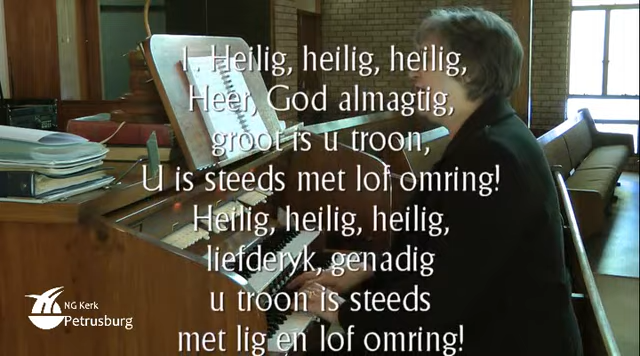 1. Heilig, heilig, heilig,
Heer, God almagtig,
groot is u troon,
U is steeds met lof omring!
Heilig, heilig, heilig,
liefderyk, genadig
u troon is steeds
met lig en lof omring!
NG Kerk
Petrusburg